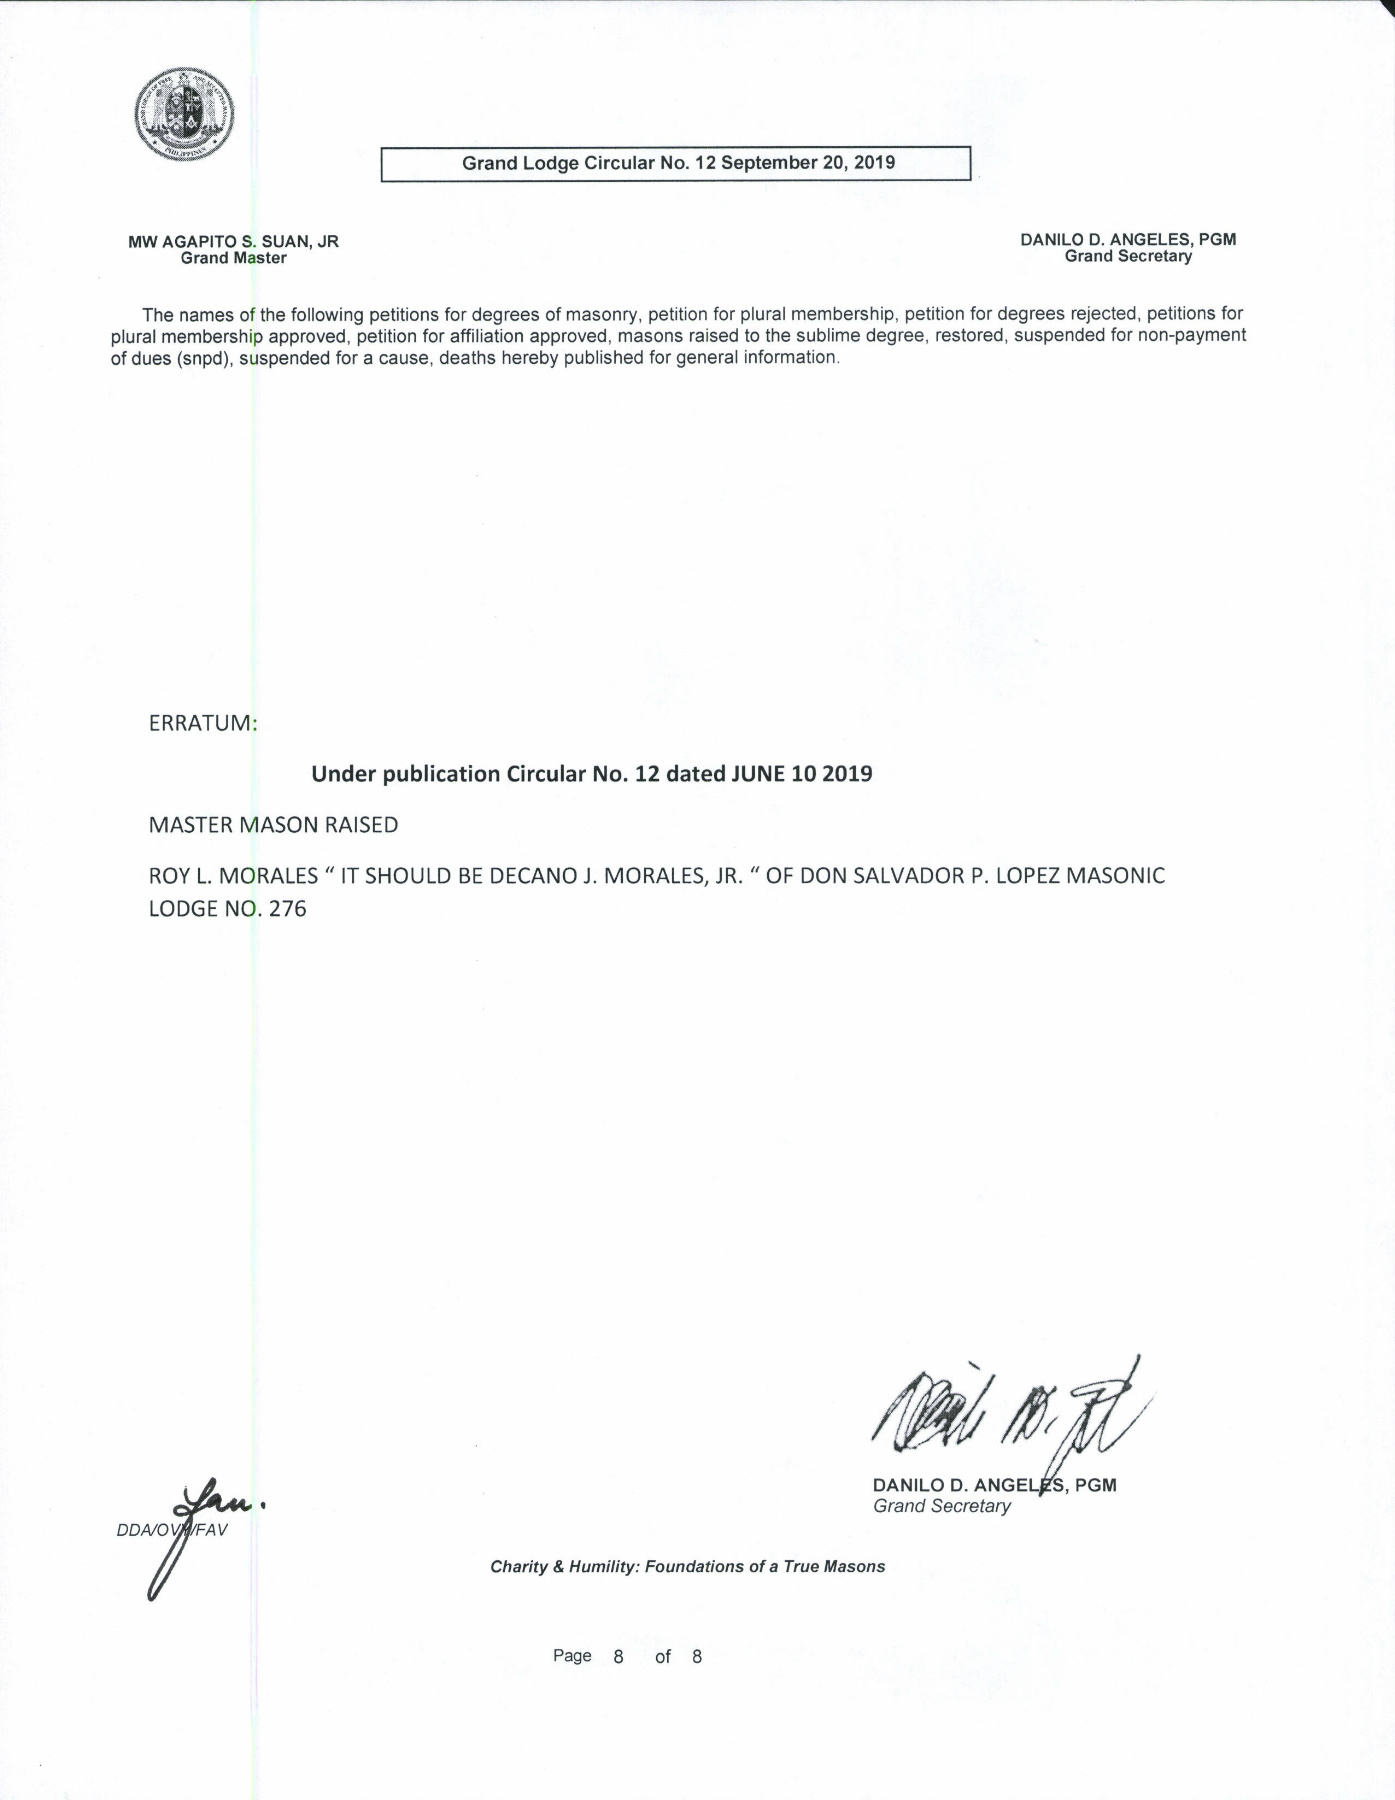 PHILIPPINES
Grand Lodge Circular No. 12 September 20, 2019
MW AGAPITO S. SUAN, JR
Grand Master
DANILO D. ANGELES, PGM
Grand Secretary
The names of the following petitions for degrees of masonry, petition for plural membership, petition for degrees rejected, petitions for
plural membership approved, petition for affiliation approved, masons raised to the sublime degree, restored, suspended for non-payment
of dues (snpd), suspended for a cause, deaths hereby published for general information.
ERRATUM:
Under publication Circular No. 12 dated JUNE 10 2019
MASTER MASON RAISED
ROY L. MORALES “ IT SHOULD BE DECANO J. MORALES, JR. “ OF DON SALVADOR P. LOPEZ MASONIC
LODGE NO. 276
DANILO D. ANGELES, PGM
Grand Secretary
DDA/OVM/FAV
Charity & Humility: Foundations of a True Masons
Page 8 of 8